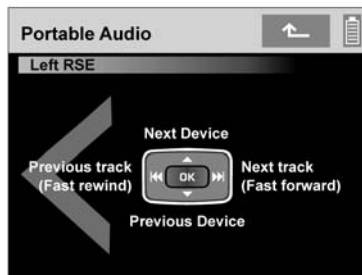 Portable Audio
Left RSE
Next Device
Previous track
(Fast rewind)
OK
Next track
(Fast forward)
Previous Device